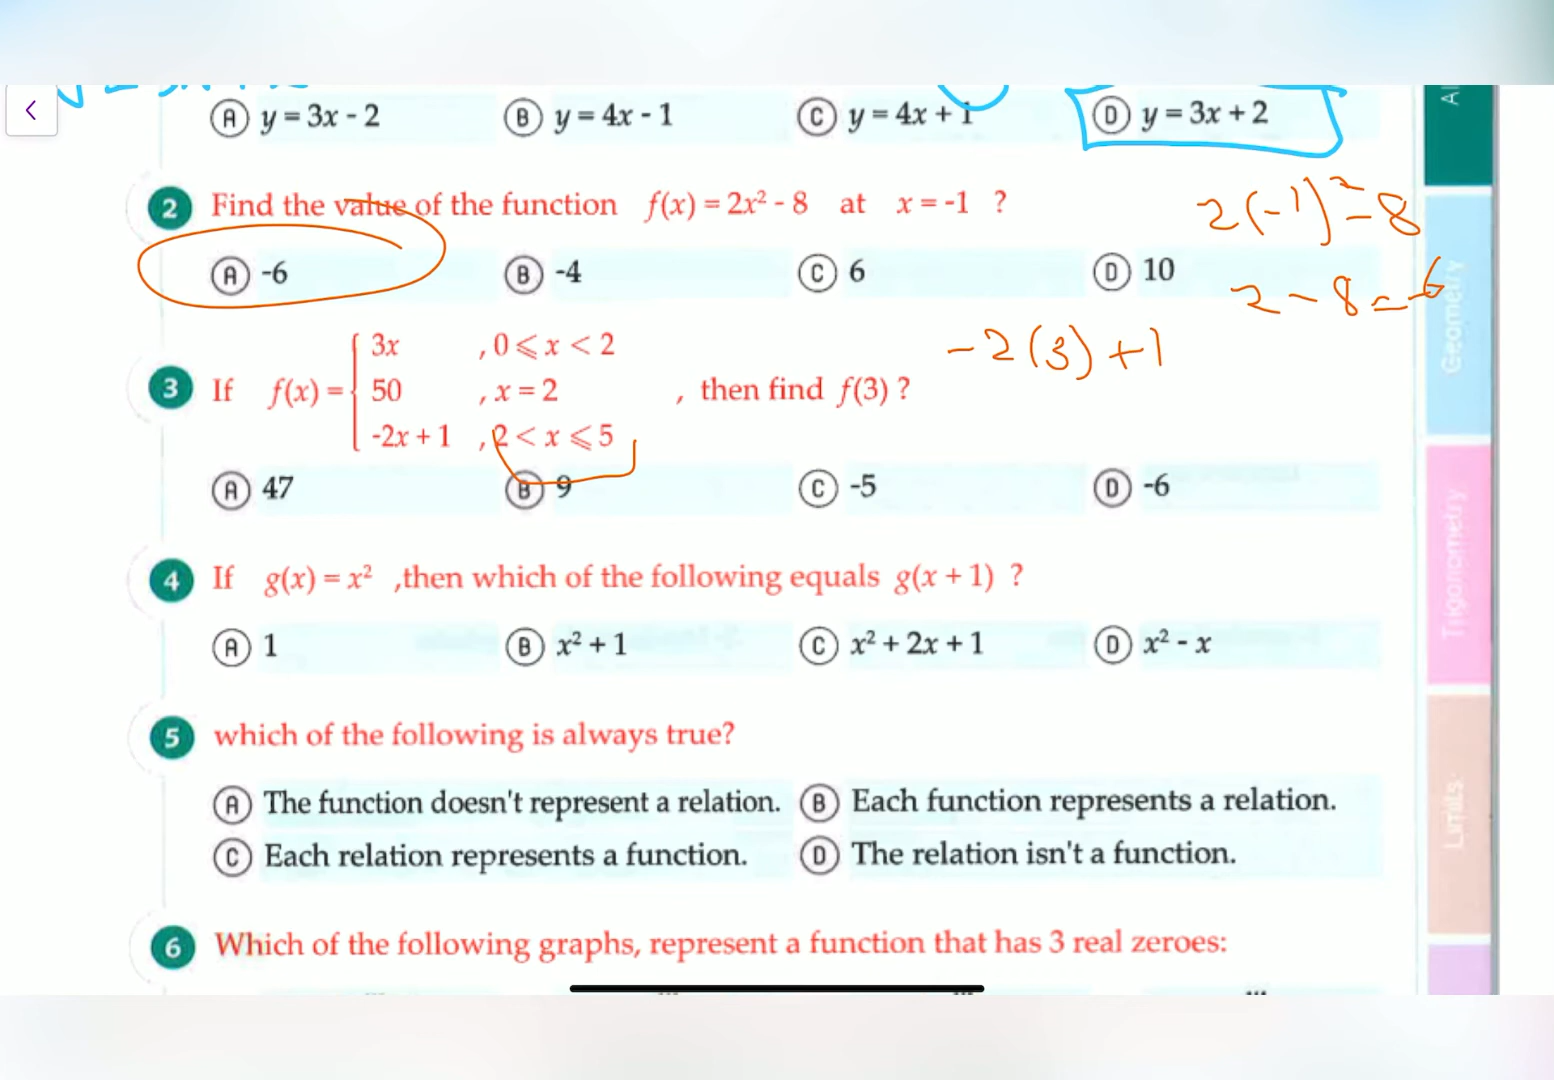 A y = 3x - 2 B y = 4x - 1 C y = 4x + 1 D y = 3x + 2
2 Find the value of the function f(x) = 2x² - 8 at x = -1 ?
2(-1)² - 8
A -6 B -4 C 6 D 10
2 - 8 = -6
-2(3) + 1
3 If f(x) = { 3x , 0 ⩽ x < 2
50 , x = 2 , then find f(3) ?
-2x + 1 , 2 < x ⩽ 5
A 47 B 9 C -5 D -6
4 If g(x) = x² ,then which of the following equals g(x + 1) ?
A 1 B x² + 1 C x² + 2x + 1 D x² - x
5 which of the following is always true?
A The function doesn't represent a relation. B Each function represents a relation.
C Each relation represents a function. D The relation isn't a function.
6 Which of the following graphs, represent a function that has 3 real zeroes:
Al
Geometry
Trigonometry
Limits